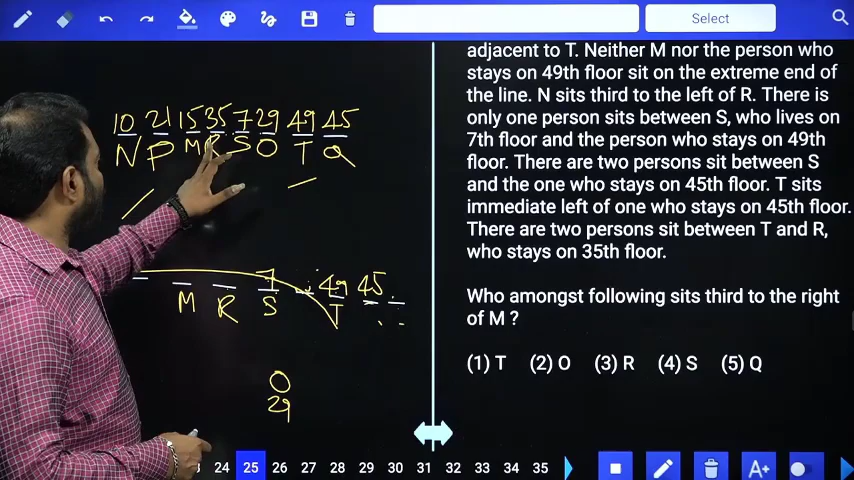 Select
adjacent to T. Neither M nor the person who
stays on 49th floor sit on the extreme end of
the line. N sits third to the left of R. There is
only one person sits between S, who lives on
7th floor and the person who stays on 49th
floor. There are two persons sit between S
and the one who stays on 45th floor. T sits
immediate left of one who stays on 45th floor.
There are two persons sit between T and R,
who stays on 35th floor.
Who amongst following sits third to the right
of M ?
(1) T (2) O (3) R (4) S (5) Q
10 21 15 35 7 29 49 45
N P M R S O T Q
7 49 45
M R S T
O
29
24 25 26 27 28 29 30 31 32 33 34 35
A+